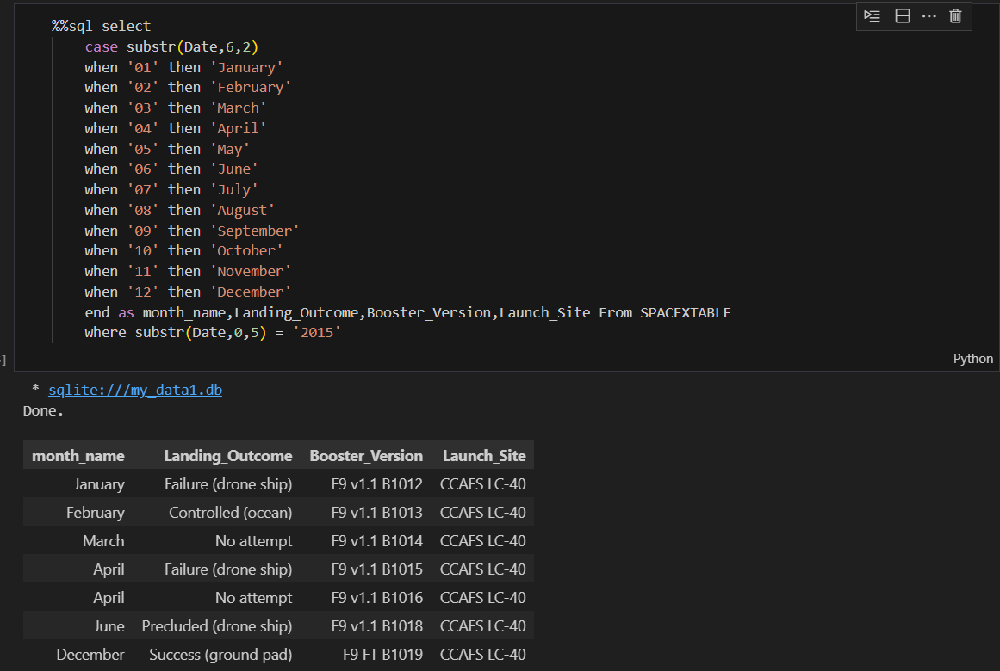 %%sql select
case substr(Date,6,2)
when '01' then 'January'
when '02' then 'February'
when '03' then 'March'
when '04' then 'April'
when '05' then 'May'
when '06' then 'June'
when '07' then 'July'
when '08' then 'August'
when '09' then 'September'
when '10' then 'October'
when '11' then 'November'
when '12' then 'December'
end as month_name,Landing_Outcome,Booster_Version,Launch_Site From SPACEXTABLE
where substr(Date,0,5) = '2015'
]
Python
* sqlite:///my_data1.db
Done.
month_name Landing_Outcome Booster_Version Launch_Site
January Failure (drone ship) F9 v1.1 B1012 CCAFS LC-40
February Controlled (ocean) F9 v1.1 B1013 CCAFS LC-40
March No attempt F9 v1.1 B1014 CCAFS LC-40
April Failure (drone ship) F9 v1.1 B1015 CCAFS LC-40
April No attempt F9 v1.1 B1016 CCAFS LC-40
June Precluded (drone ship) F9 v1.1 B1018 CCAFS LC-40
December Success (ground pad) F9 FT B1019 CCAFS LC-40